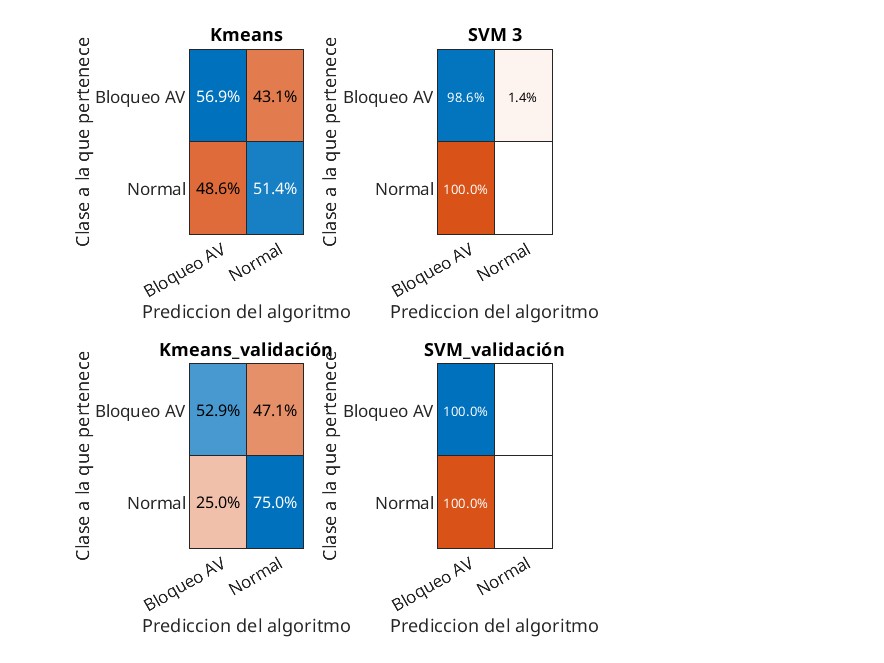 Kmeans
Clase a la que pertenece
Bloqueo AV
56.9%
43.1%
Normal
48.6%
51.4%
Bloqueo AV
Normal
Prediccion del algoritmo
SVM 3
Clase a la que pertenece
Bloqueo AV
98.6%
1.4%
Normal
100.0%
Bloqueo AV
Normal
Prediccion del algoritmo
Kmeans_validación
Clase a la que pertenece
Bloqueo AV
52.9%
47.1%
Normal
25.0%
75.0%
Bloqueo AV
Normal
Prediccion del algoritmo
SVM_validación
Clase a la que pertenece
Bloqueo AV
100.0%
Normal
100.0%
Bloqueo AV
Normal
Prediccion del algoritmo